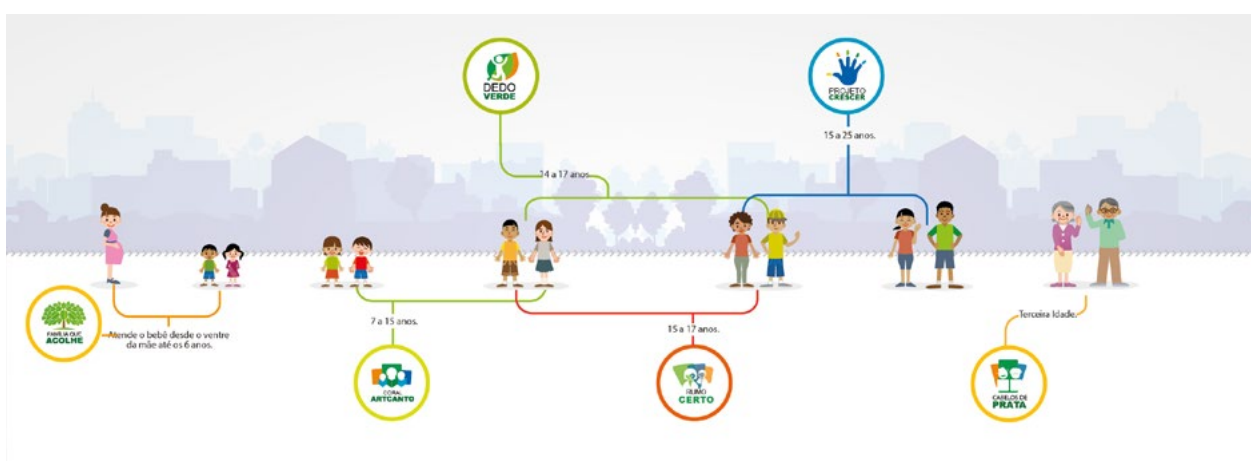 DEDO
VERDE
14 a 17 anos.
PROJETO
CRESCER
15 a 25 anos.
FAMÍLIA QUE
ACOLHE
Atende o bebê desde o ventre
da mãe até os 6 anos.
7 a 15 anos.
CORAL
ARTCANTO
15 a 17 anos.
RUMO
CERTO
Terceira Idade.
CABELOS DE
PRATA